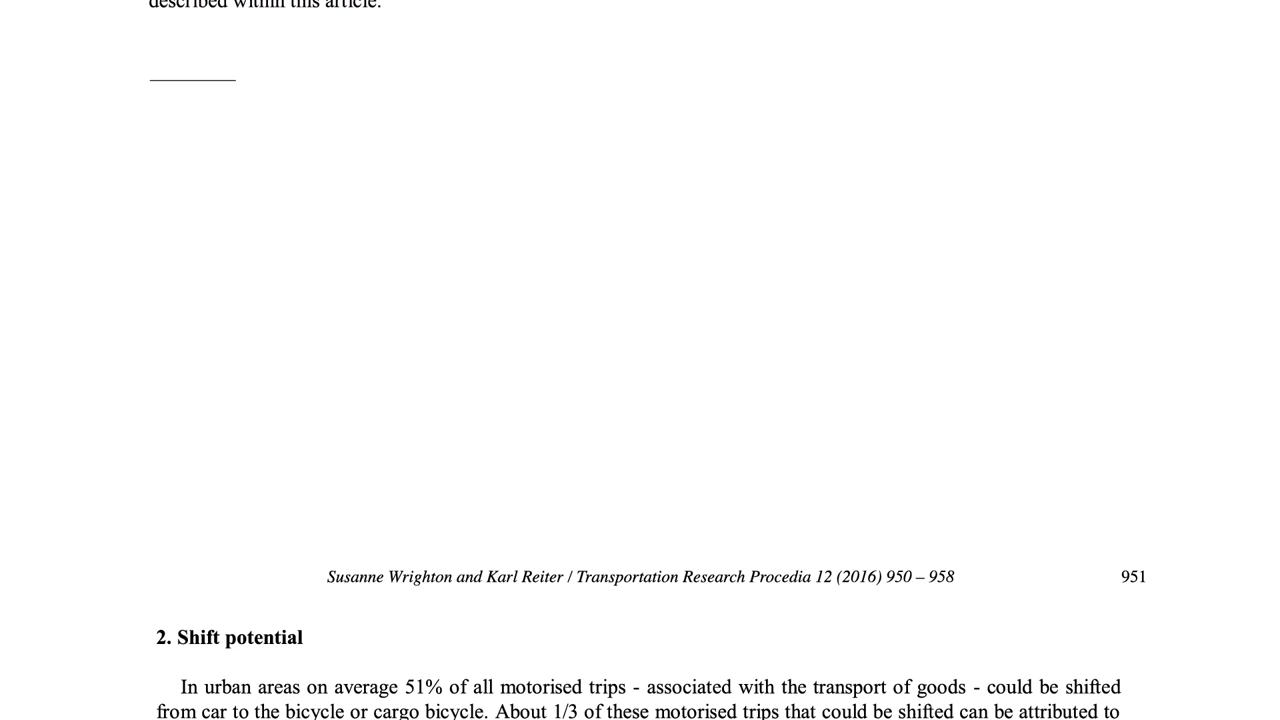 described within this article.
Susanne Wrighton and Karl Reiter / Transportation Research Procedia 12 (2016) 950 – 958 951
2. Shift potential
In urban areas on average 51% of all motorised trips - associated with the transport of goods - could be shifted
from car to the bicycle or cargo bicycle. About 1/3 of these motorised trips that could be shifted can be attributed to